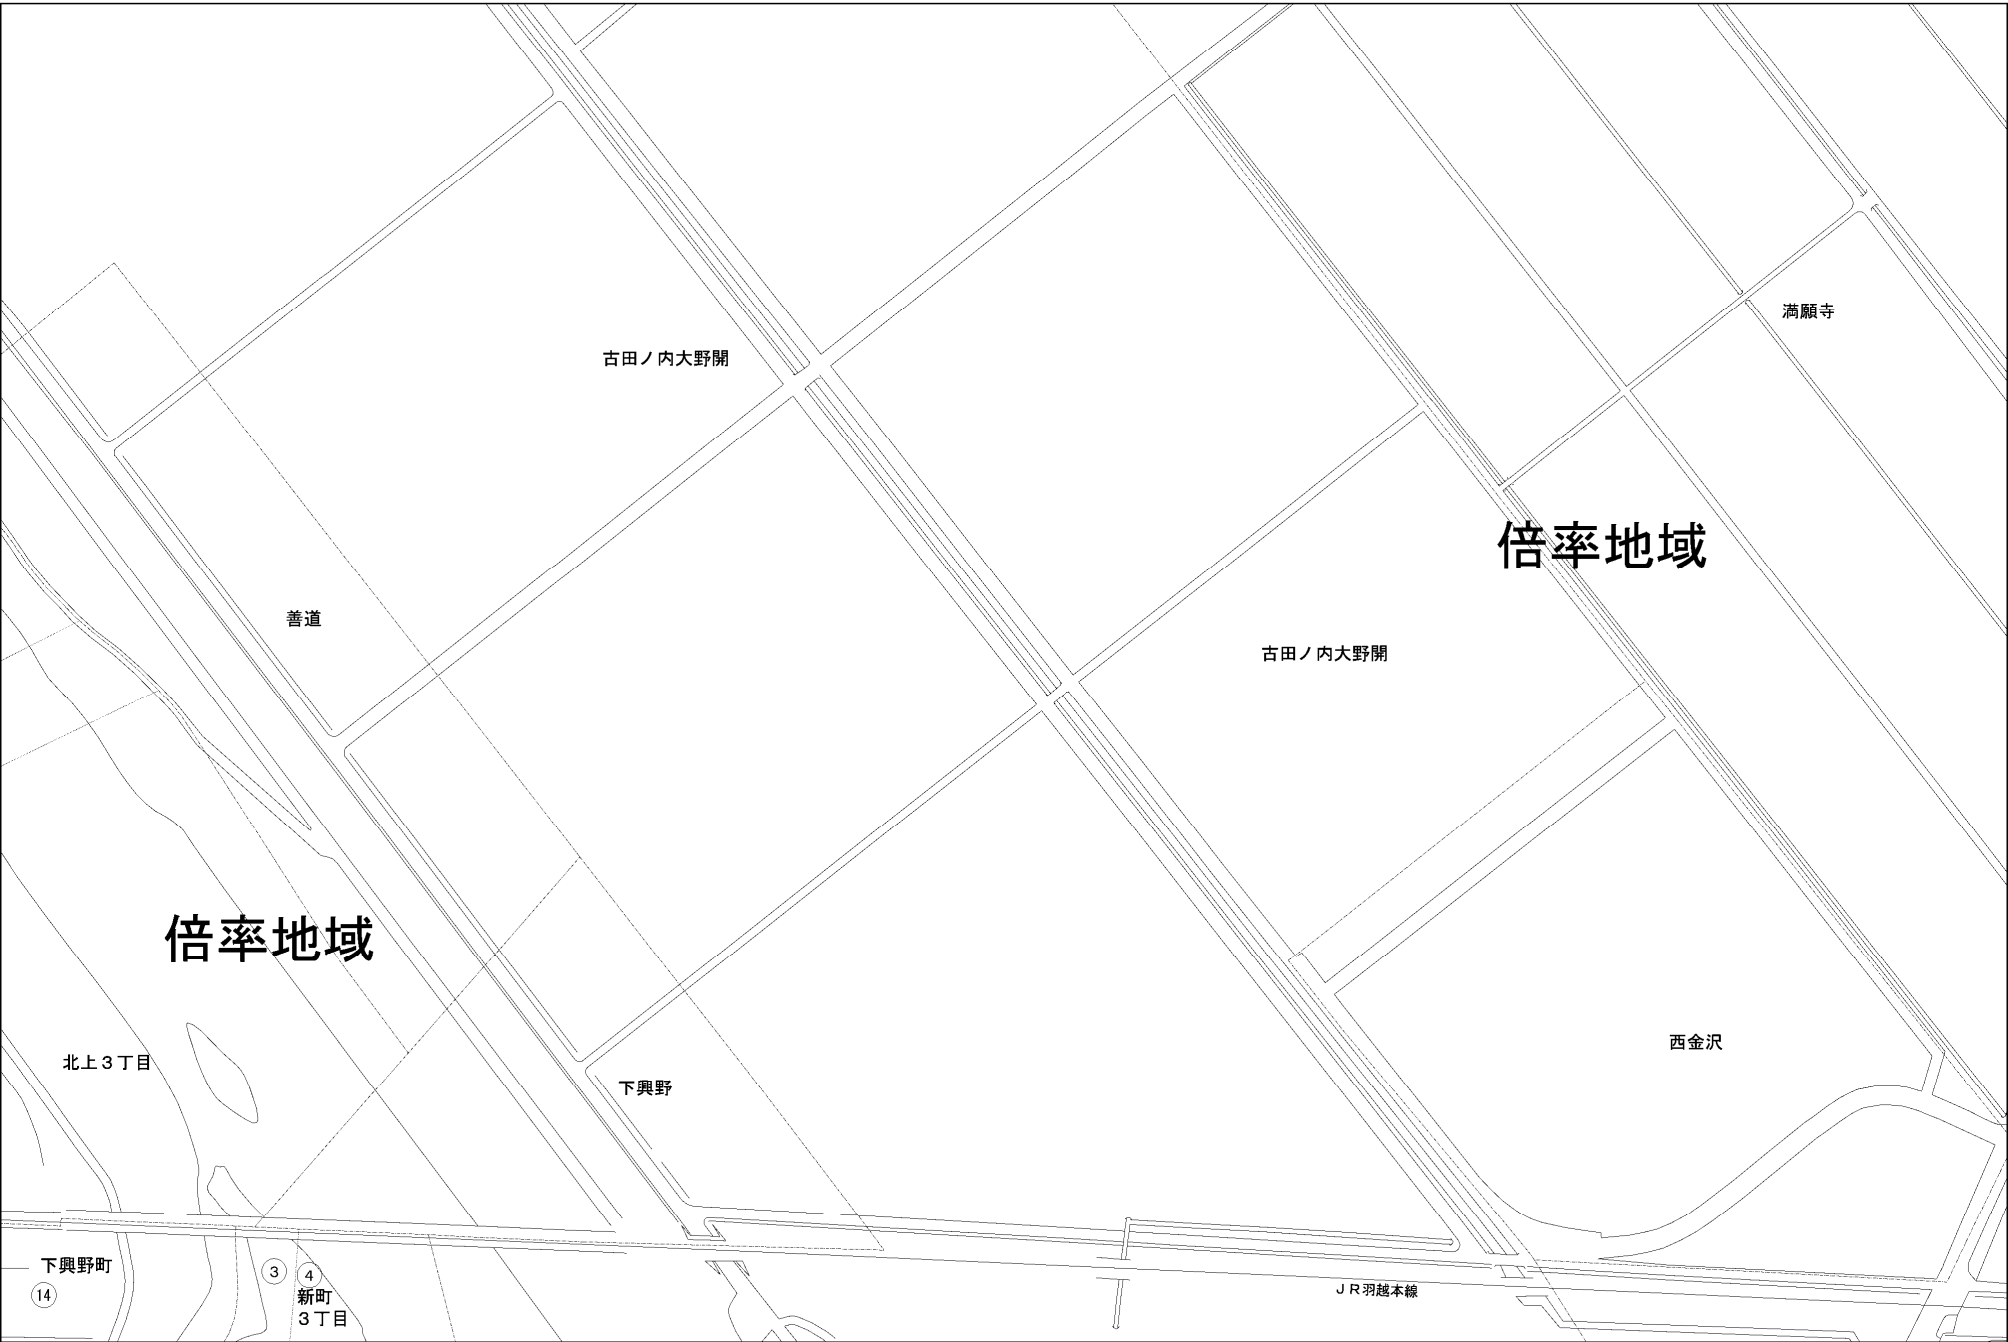 満願寺
古田ノ内大野開
倍率地域
善道
古田ノ内大野開
倍率地域
西金沢
北上３丁目
下興野
下興野町
14
3
4
新町
３丁目
ＪＲ羽越本線